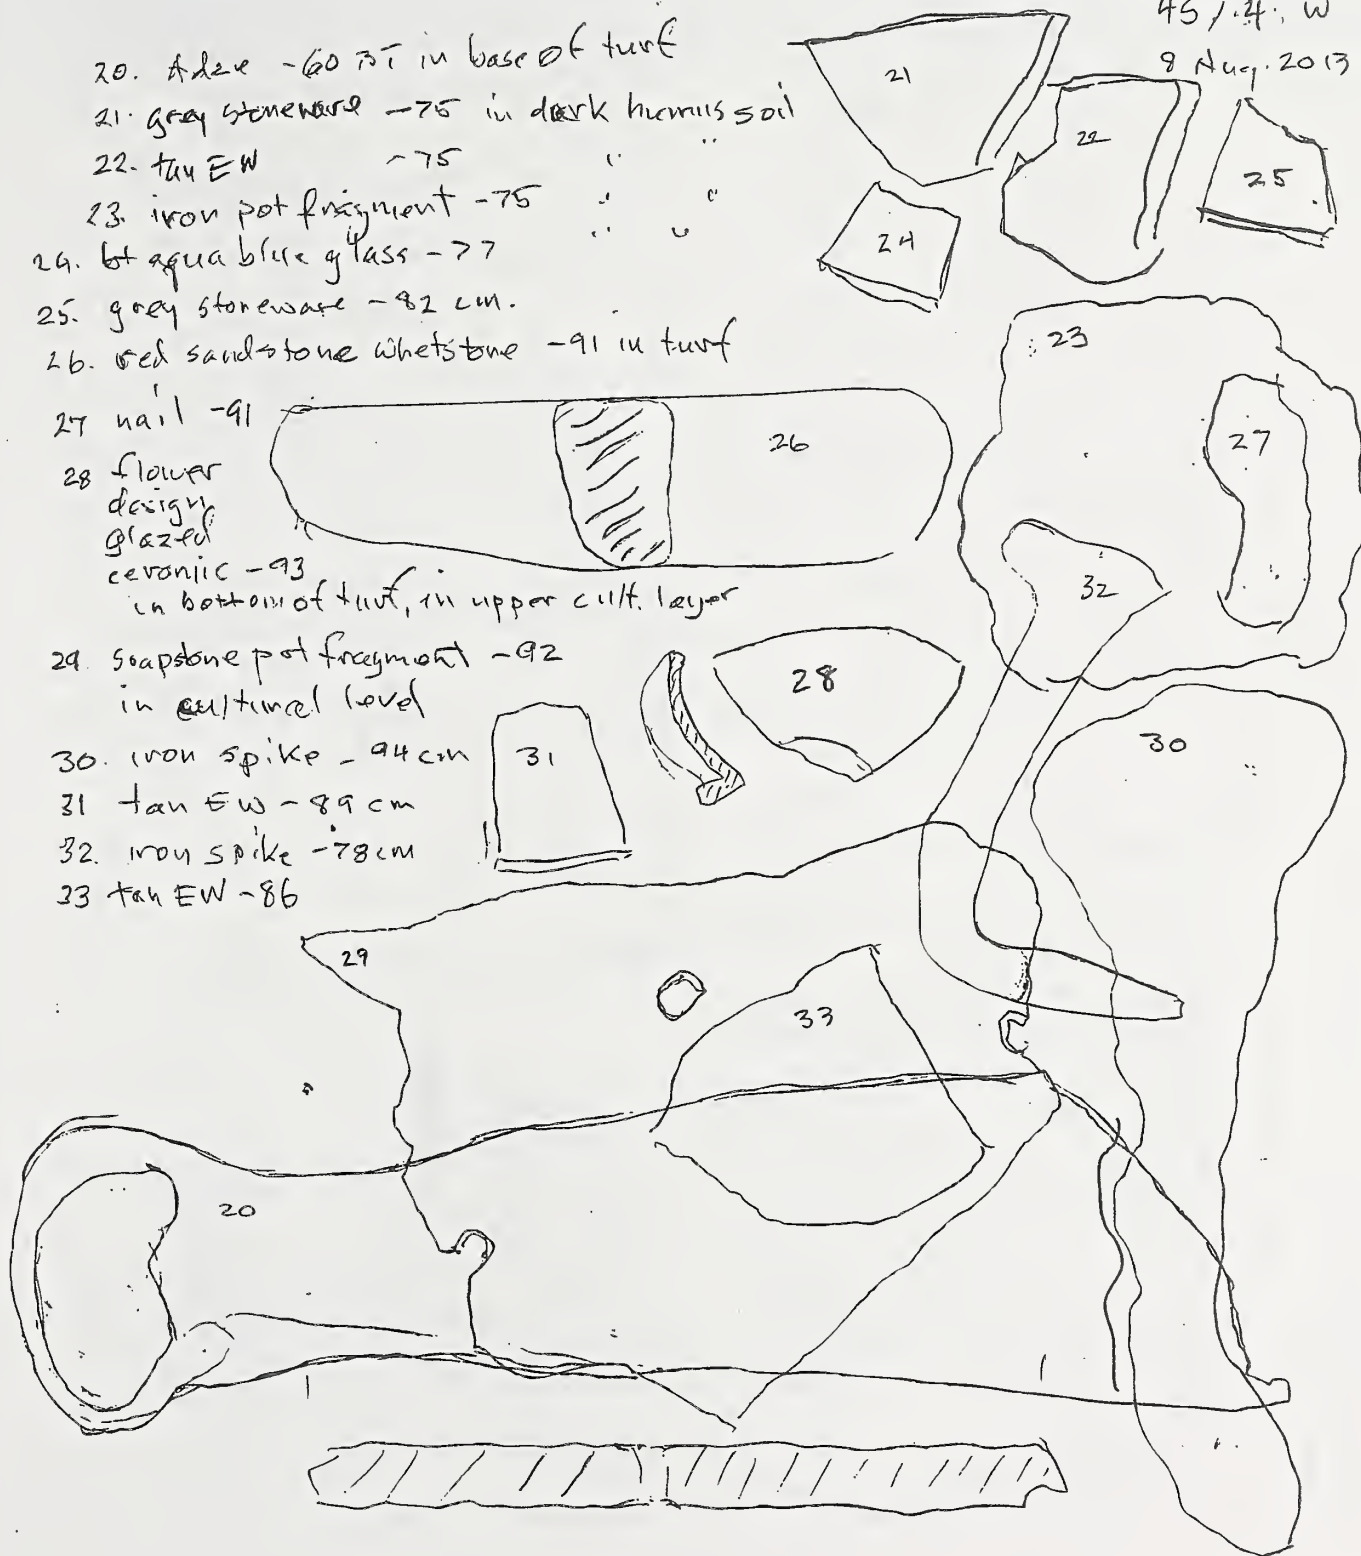 45 / .4 . W
8 Aug. 2013
20. Adze -60 BT in base of turf
21. grey stoneware -75 in dark humus soil
22. tan EW -75 " "
23. iron pot fragment -75 " "
24. bt aqua blue glass -77 " "
25. grey stoneware -82 cm.
26. red sandstone whetstone -91 in turf
27 nail -91
28 flower
design
glazed
ceramic -93
in bottom of turf, in upper cult. layer
29. soapstone pot fragment -92
in cultural level
30. iron spike - 94 cm
31 tan EW - 89 cm
32. iron spike -78 cm
33 tan EW -86
21
22
25
24
23
26
27
32
28
31
30
29
33
20